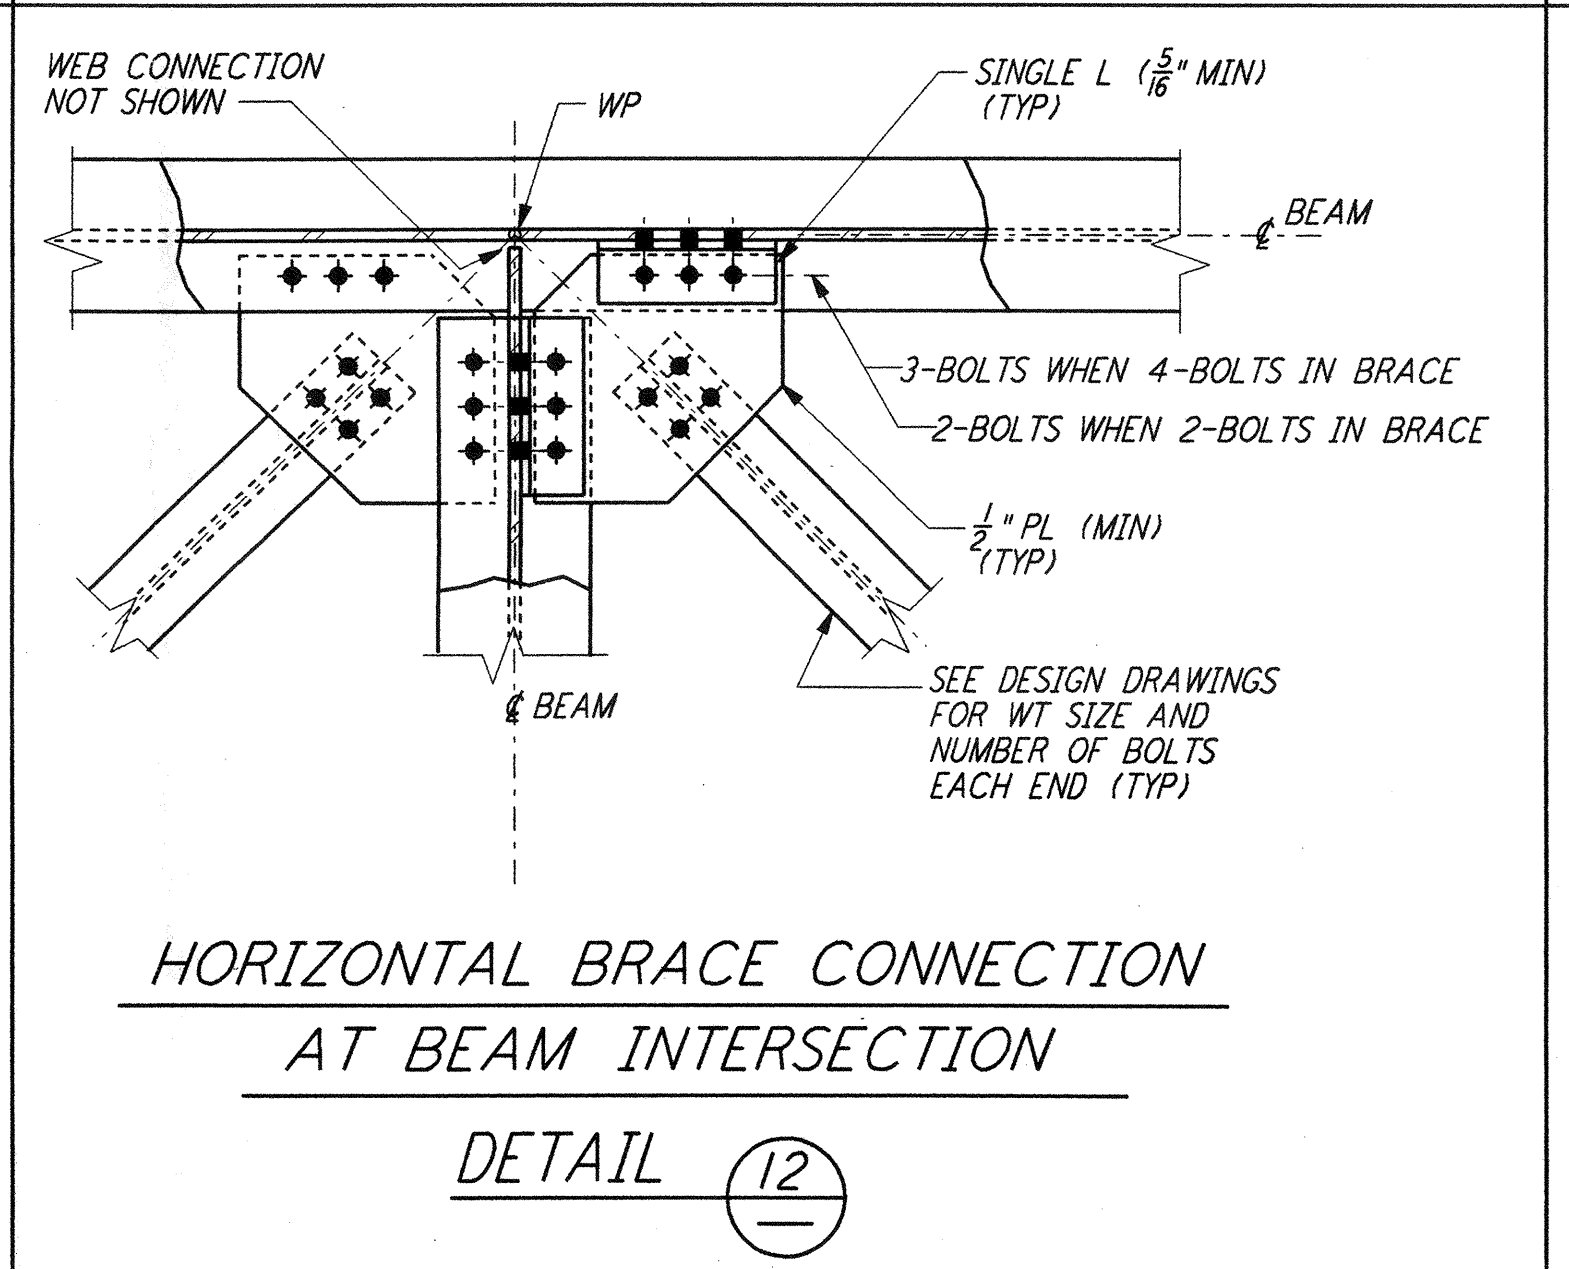 WEB CONNECTION
NOT SHOWN
WP
SINGLE L (5/16" MIN)
(TYP)
℄ BEAM
3-BOLTS WHEN 4-BOLTS IN BRACE
2-BOLTS WHEN 2-BOLTS IN BRACE
1/2" PL (MIN)
(TYP)
SEE DESIGN DRAWINGS
FOR WT SIZE AND
NUMBER OF BOLTS
EACH END (TYP)
℄ BEAM
HORIZONTAL BRACE CONNECTION
AT BEAM INTERSECTION
DETAIL 12
—